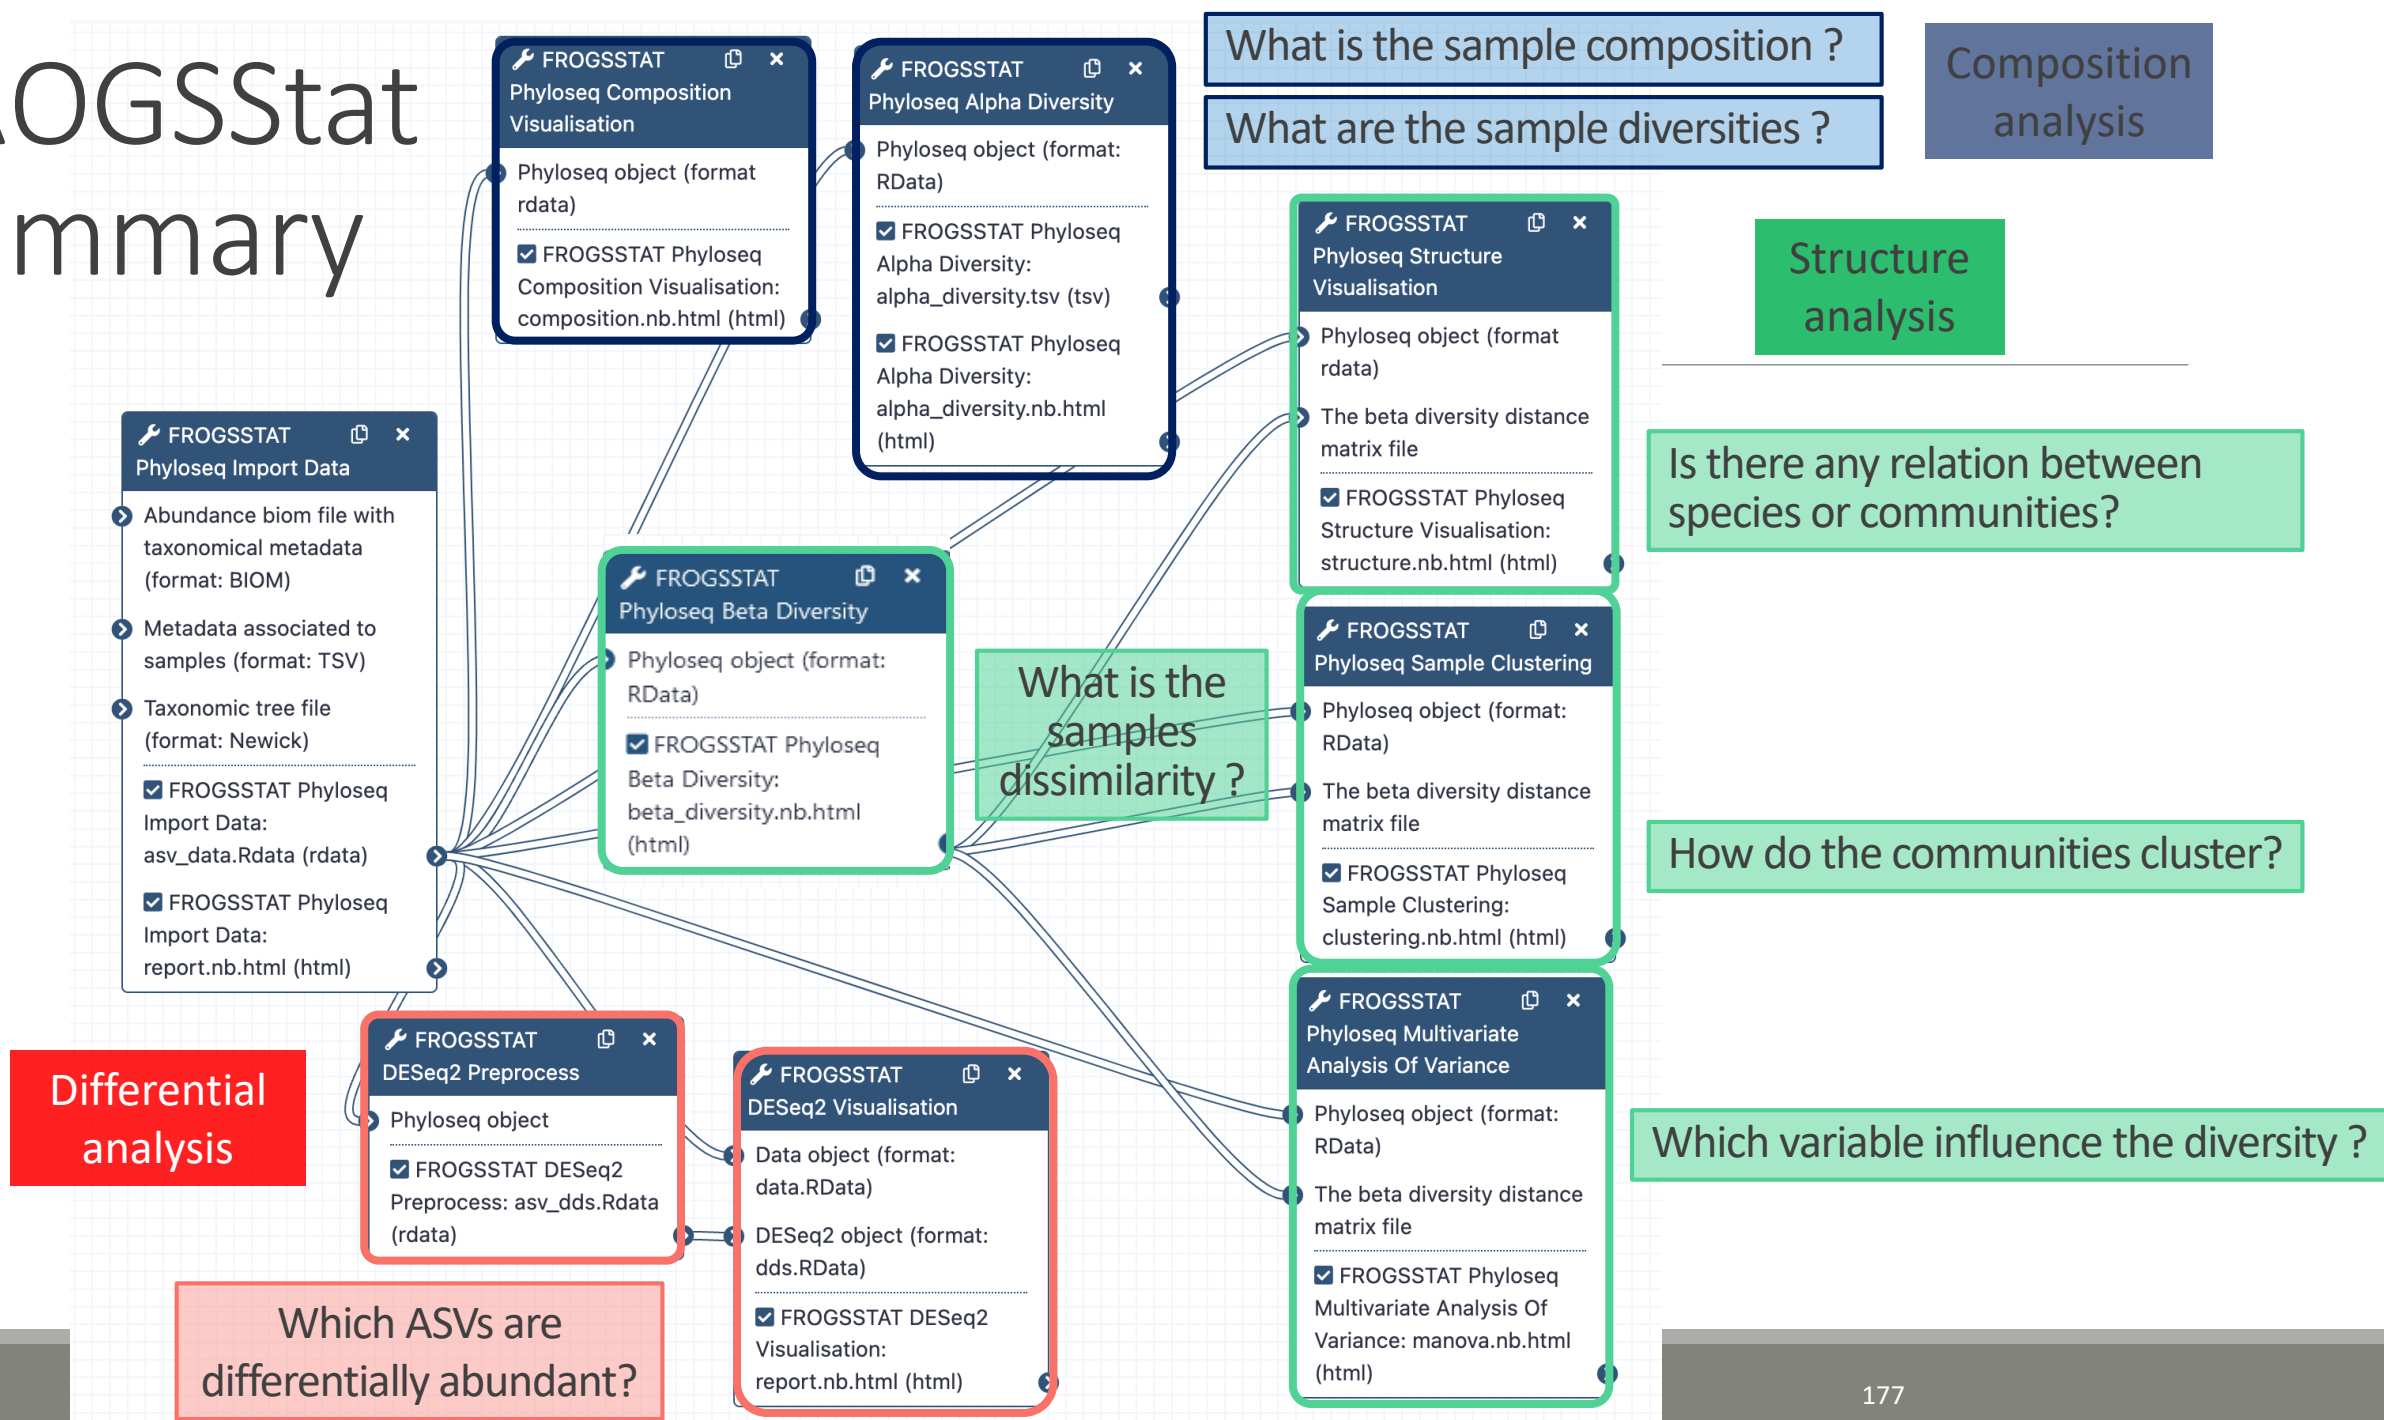 ROGSStat
mmary
FROGSSTAT
Phyloseq Composition
Visualisation
Phyloseq object (format
rdata)
FROGSSTAT Phyloseq
Composition Visualisation:
composition.nb.html (html)
FROGSSTAT
Phyloseq Alpha Diversity
Phyloseq object (format:
RData)
FROGSSTAT Phyloseq
Alpha Diversity:
alpha_diversity.tsv (tsv)
FROGSSTAT Phyloseq
Alpha Diversity:
alpha_diversity.nb.html
(html)
What is the sample composition ?
What are the sample diversities ?
Composition
analysis
FROGSSTAT
Phyloseq Structure
Visualisation
Phyloseq object (format
rdata)
The beta diversity distance
matrix file
FROGSSTAT Phyloseq
Structure Visualisation:
structure.nb.html (html)
Structure
analysis
Is there any relation between
species or communities?
FROGSSTAT
Phyloseq Import Data
Abundance biom file with
taxonomical metadata
(format: BIOM)
Metadata associated to
samples (format: TSV)
Taxonomic tree file
(format: Newick)
FROGSSTAT Phyloseq
Import Data:
asv_data.Rdata (rdata)
FROGSSTAT Phyloseq
Import Data:
report.nb.html (html)
FROGSSTAT
Phyloseq Beta Diversity
Phyloseq object (format:
RData)
FROGSSTAT Phyloseq
Beta Diversity:
beta_diversity.nb.html
(html)
What is the
samples
dissimilarity ?
FROGSSTAT
Phyloseq Sample Clustering
Phyloseq object (format:
RData)
The beta diversity distance
matrix file
FROGSSTAT Phyloseq
Sample Clustering:
clustering.nb.html (html)
How do the communities cluster?
Differential
analysis
FROGSSTAT
DESeq2 Preprocess
Phyloseq object
FROGSSTAT DESeq2
Preprocess: asv_dds.Rdata
(rdata)
FROGSSTAT
DESeq2 Visualisation
Data object (format:
data.RData)
DESeq2 object (format:
dds.RData)
FROGSSTAT DESeq2
Visualisation:
report.nb.html (html)
FROGSSTAT
Phyloseq Multivariate
Analysis Of Variance
Phyloseq object (format:
RData)
The beta diversity distance
matrix file
FROGSSTAT Phyloseq
Multivariate Analysis Of
Variance: manova.nb.html
(html)
Which variable influence the diversity ?
Which ASVs are
differentially abundant?
177